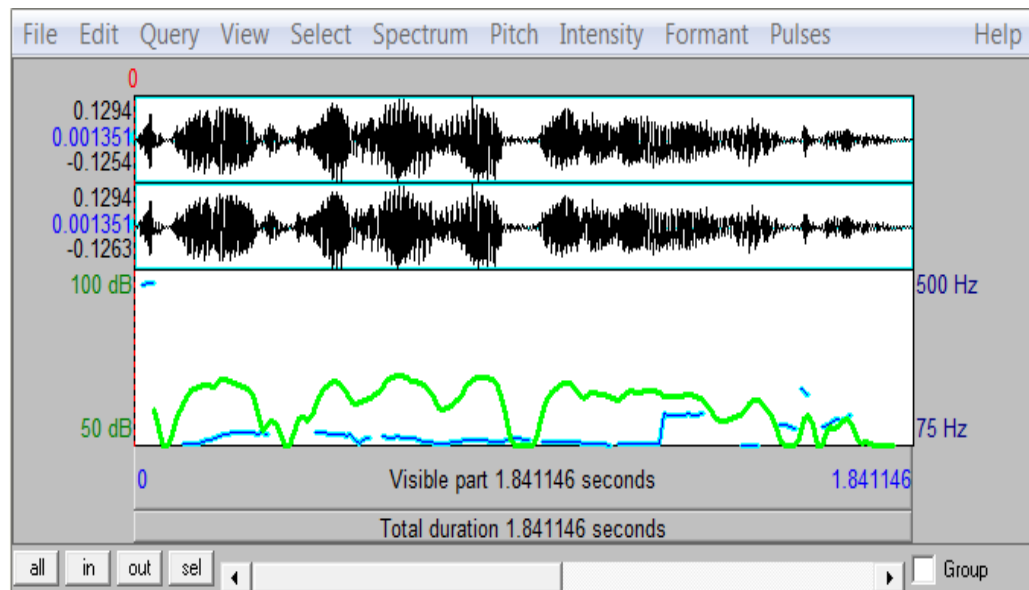 File Edit Query View Select Spectrum Pitch Intensity Formant Pulses Help
0
0.1294
0.001351
-0.1254
0.1294
0.001351
-0.1263
100 dB 500 Hz
50 dB 75 Hz
0 Visible part 1.841146 seconds 1.841146
Total duration 1.841146 seconds
all in out sel Group